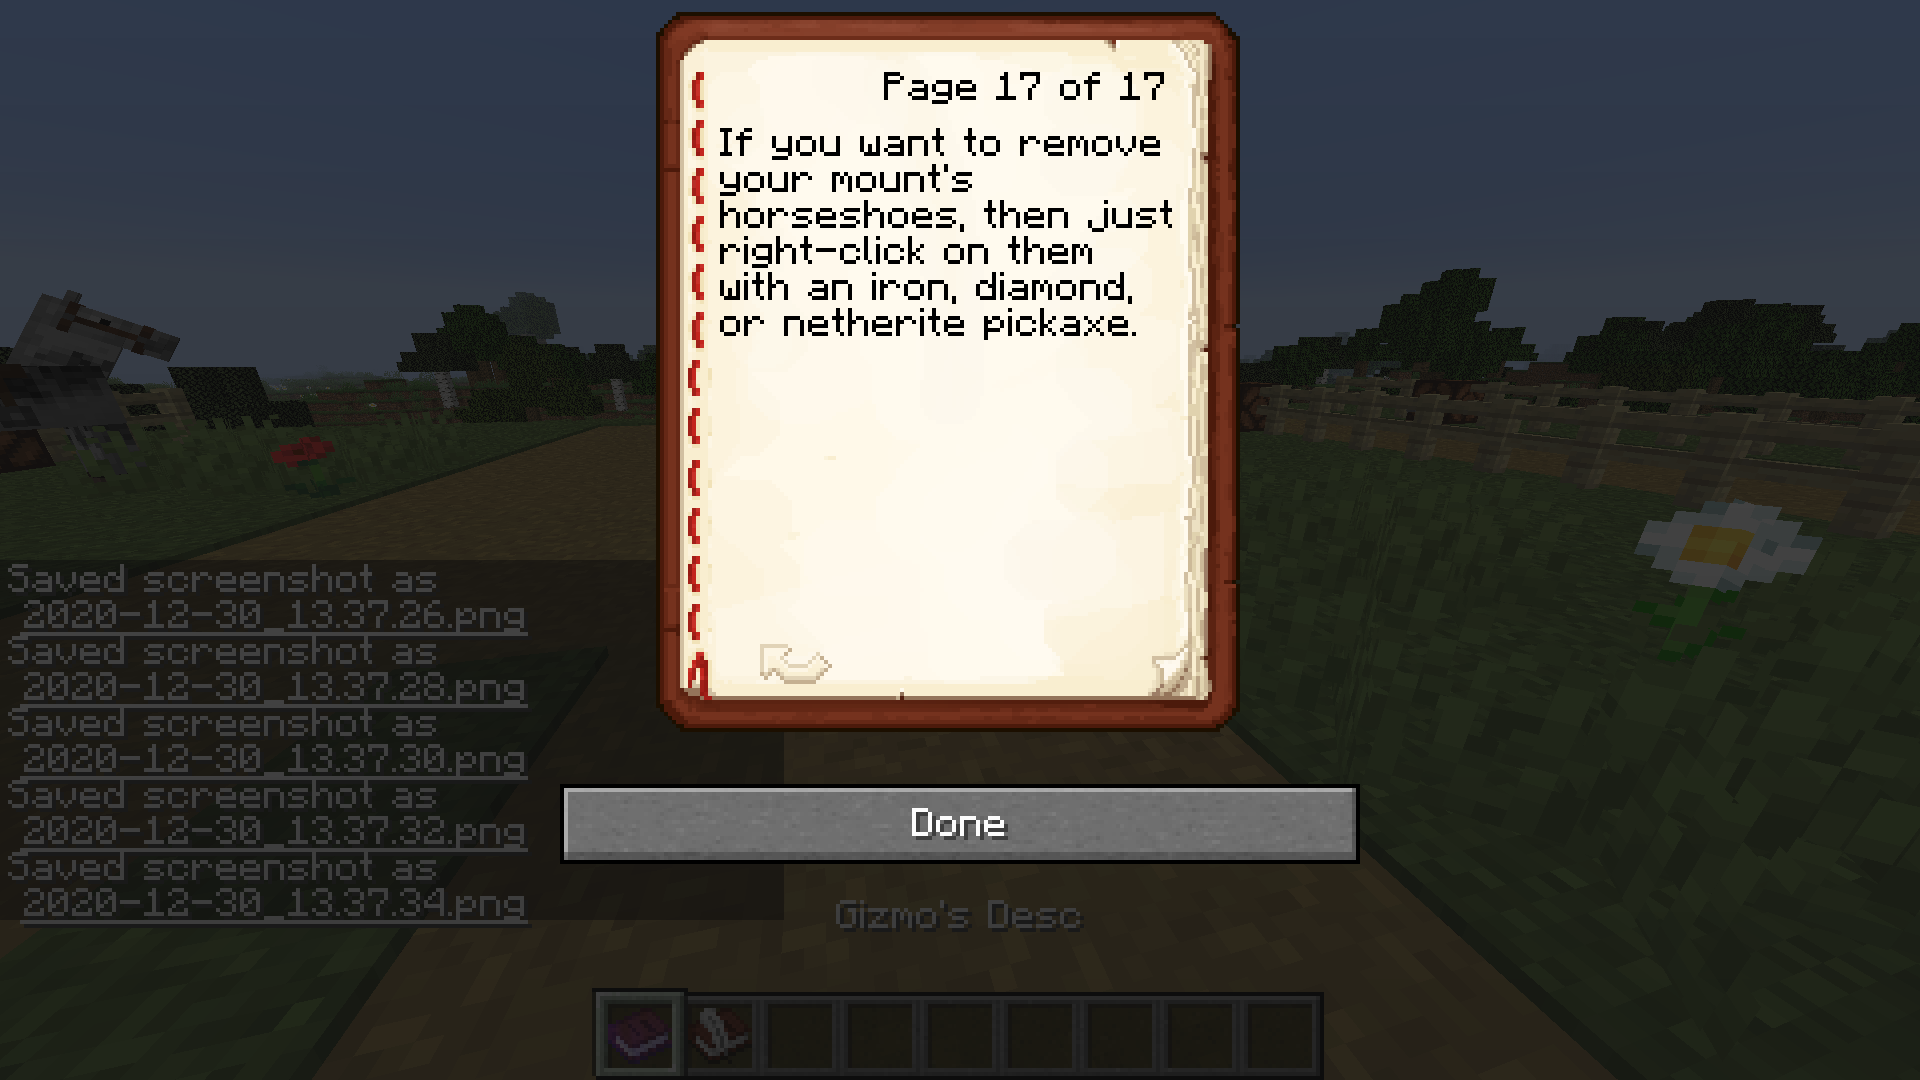 Page 17 of 17
If you want to remove
your mount's
horseshoes, then just
right-click on them
with an iron, diamond,
or netherite pickaxe.
Saved screenshot as
2020-12-30_13.37.26.png
Saved screenshot as
2020-12-30_13.37.28.png
Saved screenshot as
2020-12-30_13.37.30.png
Saved screenshot as
2020-12-30_13.37.32.png
Saved screenshot as
2020-12-30_13.37.34.png
Done
Gizmo's Desc